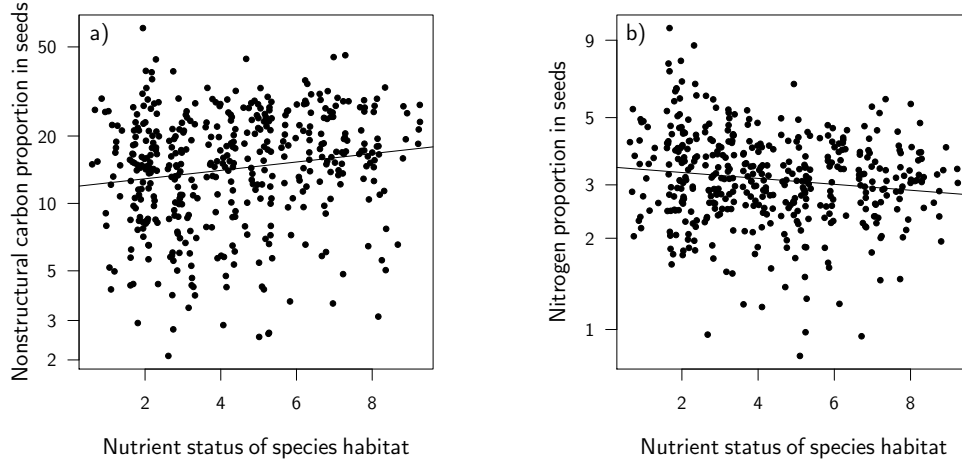 a)
Nonstructural carbon proportion in seeds
50
20
10
5
3
2
2 4 6 8
Nutrient status of species habitat
b)
Nitrogen proportion in seeds
9
5
3
2
1
2 4 6 8
Nutrient status of species habitat